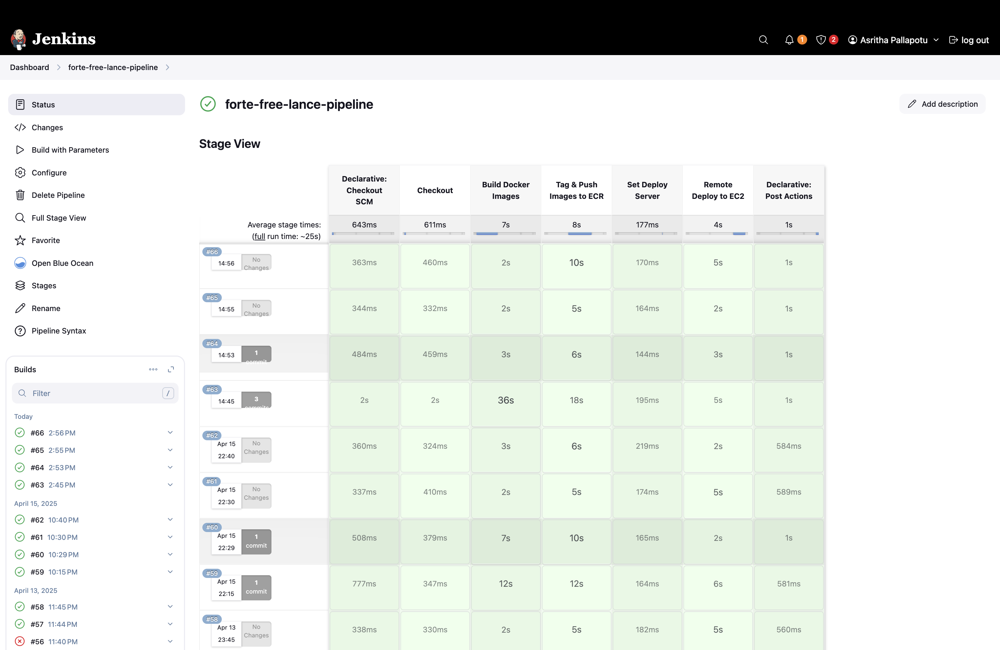 Jenkins
1
2
Asritha Pallapotu
log out
Dashboard
forte-free-lance-pipeline
Status
Changes
Build with Parameters
Configure
Delete Pipeline
Full Stage View
Favorite
Open Blue Ocean
Stages
Rename
Pipeline Syntax
Builds
Filter
/
Today
#66 2:56 PM
#65 2:55 PM
#64 2:53 PM
#63 2:45 PM
April 15, 2025
#62 10:40 PM
#61 10:30 PM
#60 10:29 PM
#59 10:15 PM
April 13, 2025
#58 11:45 PM
#57 11:44 PM
#56 11:40 PM
forte-free-lance-pipeline
Add description
Stage View
Declarative:
Checkout
SCM
Checkout
Build Docker
Images
Tag & Push
Images to ECR
Set Deploy
Server
Remote
Deploy to EC2
Declarative:
Post Actions
Average stage times:
(full run time: ~25s)
643ms 611ms 7s 8s 177ms 4s 1s
#66
14:56
No
Changes
363ms 460ms 2s 10s 170ms 5s 1s
#65
14:55
No
Changes
344ms 332ms 2s 5s 164ms 2s 1s
#64
14:53
1
commit
484ms 459ms 3s 6s 144ms 3s 1s
#63
14:45
3
commits
2s 2s 36s 18s 195ms 5s 1s
#62
Apr 15
22:40
No
Changes
360ms 324ms 3s 6s 219ms 2s 584ms
#61
Apr 15
22:30
No
Changes
337ms 410ms 2s 5s 174ms 5s 589ms
#60
Apr 15
22:29
1
commit
508ms 379ms 7s 10s 165ms 2s 1s
#59
Apr 15
22:15
1
commit
777ms 347ms 12s 12s 164ms 6s 581ms
#58
Apr 13
23:45
No
Changes
338ms 330ms 2s 5s 182ms 5s 560ms